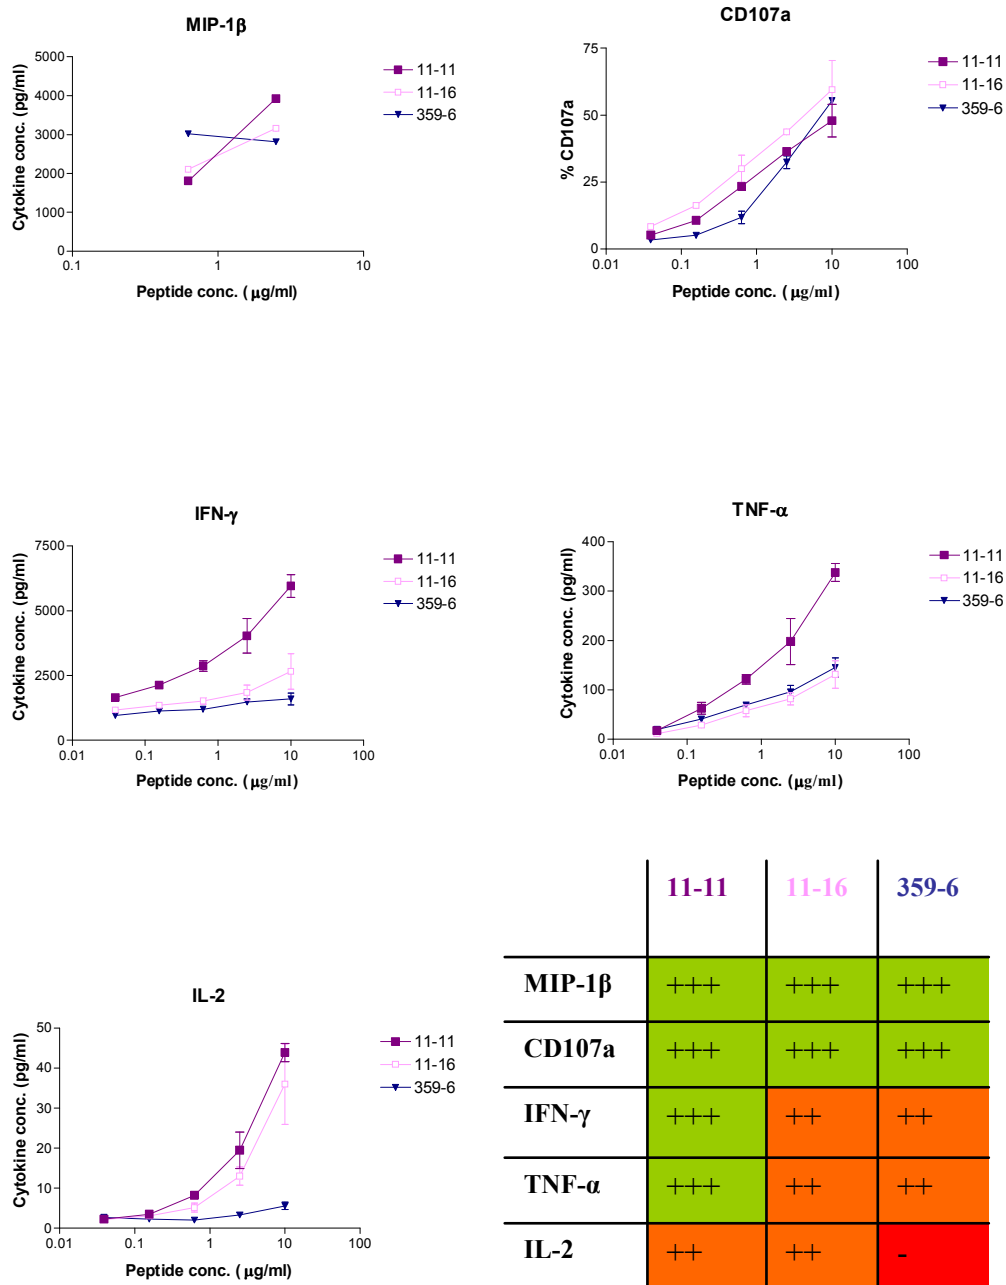 MIP-1β
5000
4000
3000
2000
1000
0
0.1 1 10
Cytokine conc. (pg/ml)
Peptide conc. ( μg/ml)
11-11
11-16
359-6
CD107a
75
50
25
0
0.01 0.1 1 10 100
% CD107a
Peptide conc. ( μg/ml)
11-11
11-16
359-6
IFN-γ
7500
5000
2500
0
0.01 0.1 1 10 100
Cytokine conc. (pg/ml)
Peptide conc. ( μg/ml)
11-11
11-16
359-6
TNF-α
400
300
200
100
0
0.01 0.1 1 10 100
Cytokine conc. (pg/ml)
Peptide conc. ( μg/ml)
11-11
11-16
359-6
IL-2
50
40
30
20
10
0
0.01 0.1 1 10 100
Cytokine conc. (pg/ml)
Peptide conc. ( μg/ml)
11-11
11-16
359-6
11-11 11-16 359-6
MIP-1β +++ +++ +++
CD107a +++ +++ +++
IFN-γ +++ ++ ++
TNF-α +++ ++ ++
IL-2 ++ ++ -